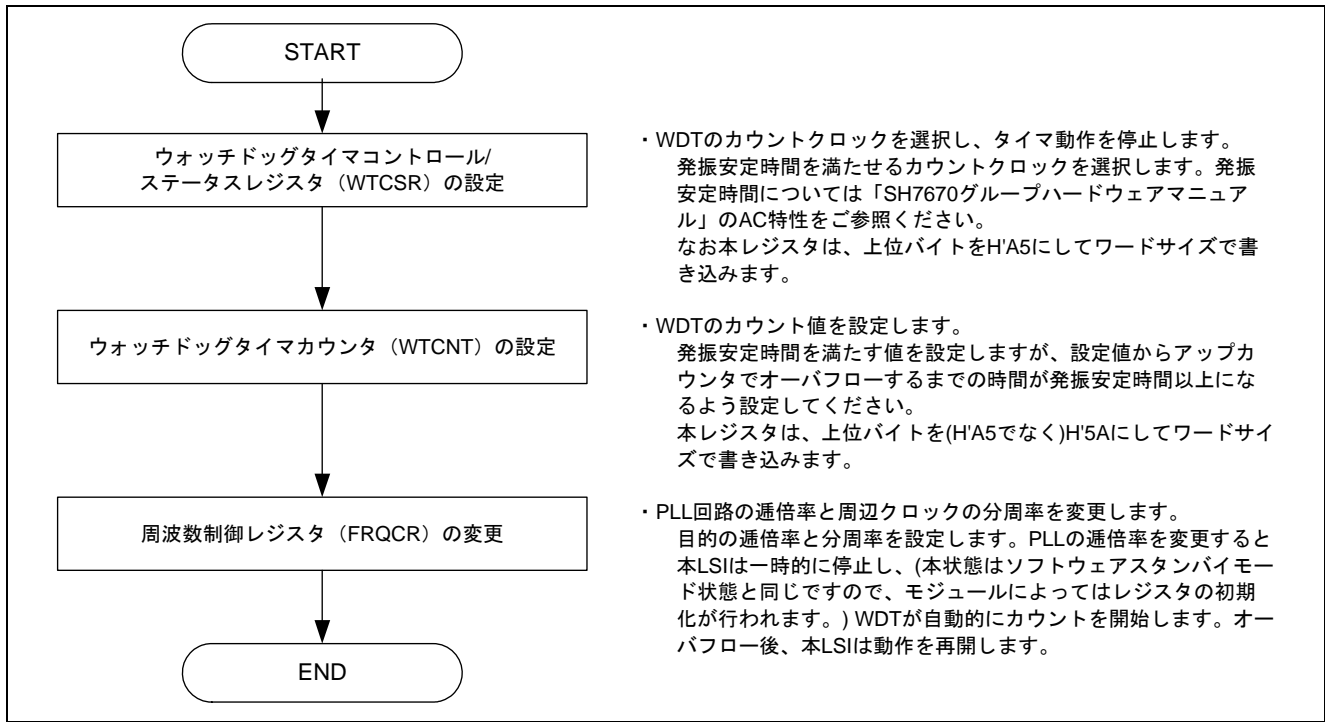 START
ウォッチドッグタイマコントロール/
ステータスレジスタ（WTCSR）の設定
・WDTのカウントクロックを選択し、タイマ動作を停止します。
発振安定時間を満たせるカウントクロックを選択します。発振
安定時間については「SH7670グループハードウェアマニュア
ル」のAC特性をご参照ください。
なお本レジスタは、上位バイトをH'A5にしてワードサイズで書
き込みます。
ウォッチドッグタイマカウンタ（WTCNT）の設定
・WDTのカウント値を設定します。
発振安定時間を満たす値を設定しますが、設定値からアップカ
ウンタでオーバフローするまでの時間が発振安定時間以上にな
るよう設定してください。
本レジスタは、上位バイトを(H'A5でなく)H'5Aにしてワードサイ
ズで書き込みます。
周波数制御レジスタ（FRQCR）の変更
・PLL回路の逓倍率と周辺クロックの分周率を変更します。
目的の逓倍率と分周率を設定します。PLLの逓倍率を変更すると
本LSIは一時的に停止し、(本状態はソフトウェアスタンバイモー
ド状態と同じですので、モジュールによってはレジスタの初期
化が行われます。) WDTが自動的にカウントを開始します。オー
バフロー後、本LSIは動作を再開します。
END